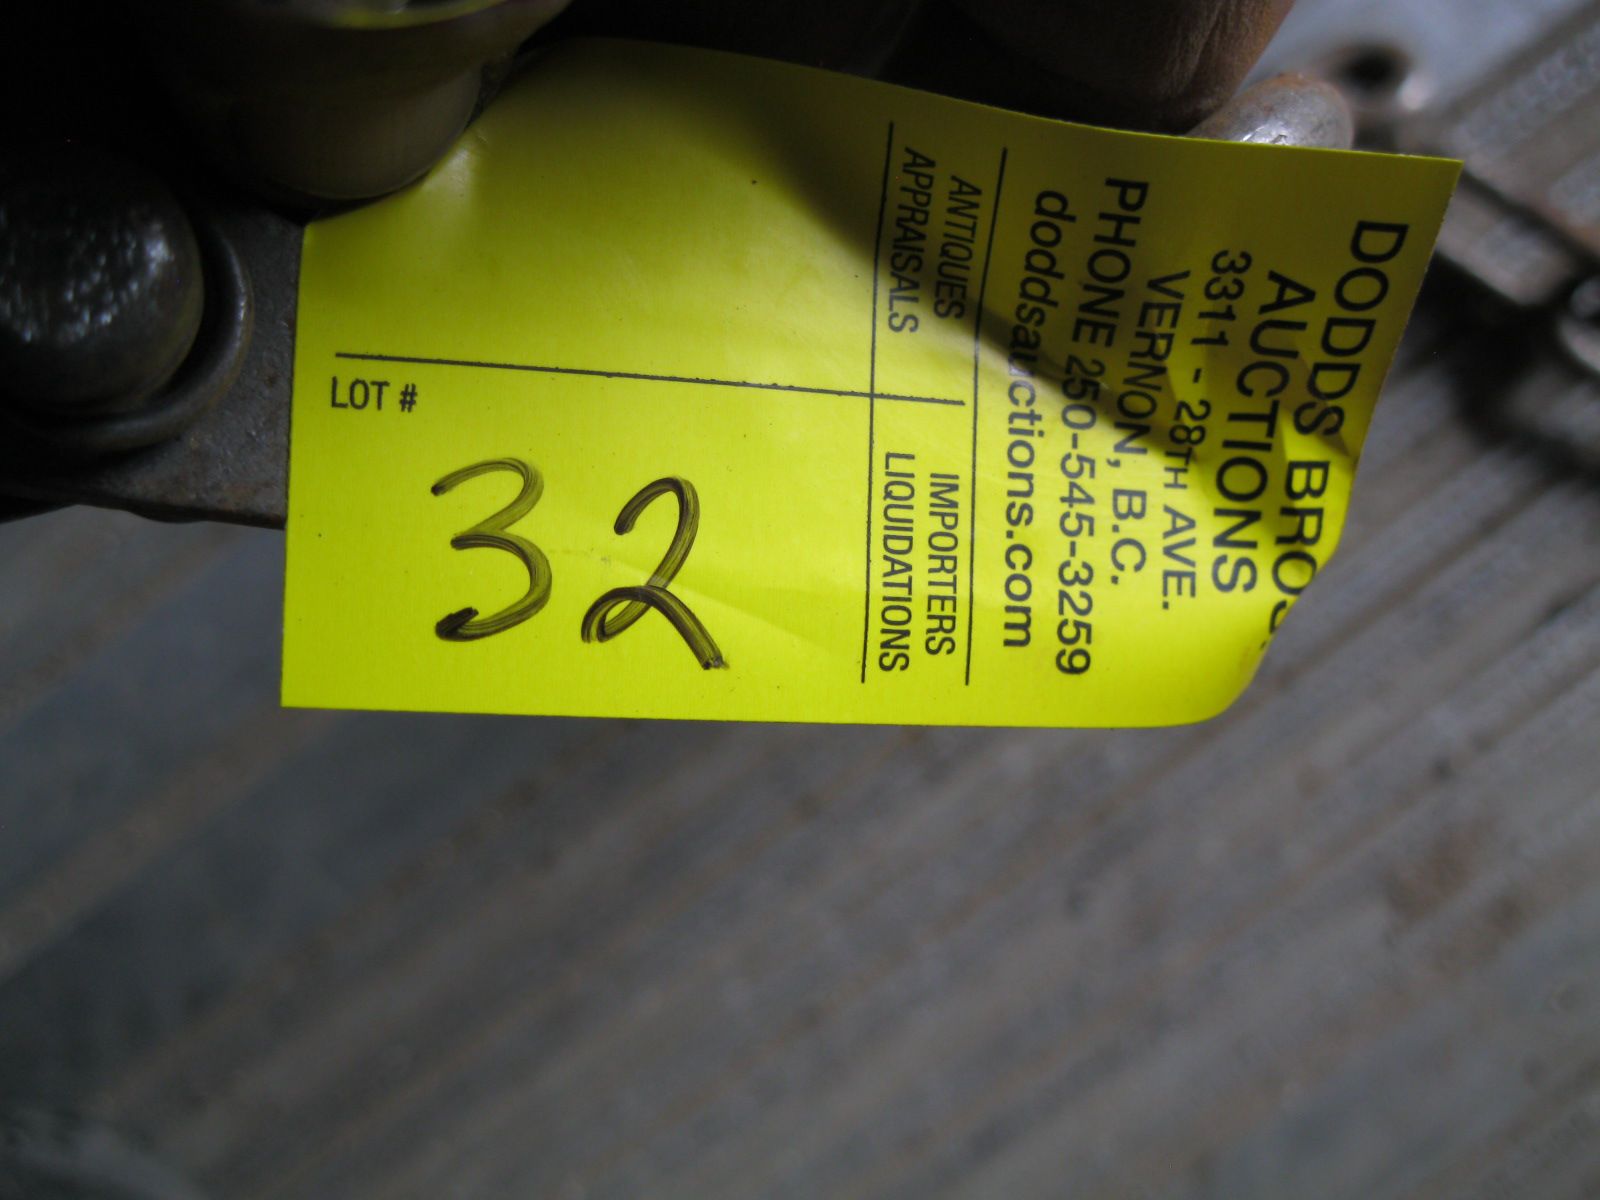 DODDS BROS.
AUCTIONS
3311 - 28TH AVE.
VERNON, B.C.
PHONE 250-545-3259
doddsauctions.com
ANTIQUES
APPRAISALS
IMPORTERS
LIQUIDATIONS
LOT #
32